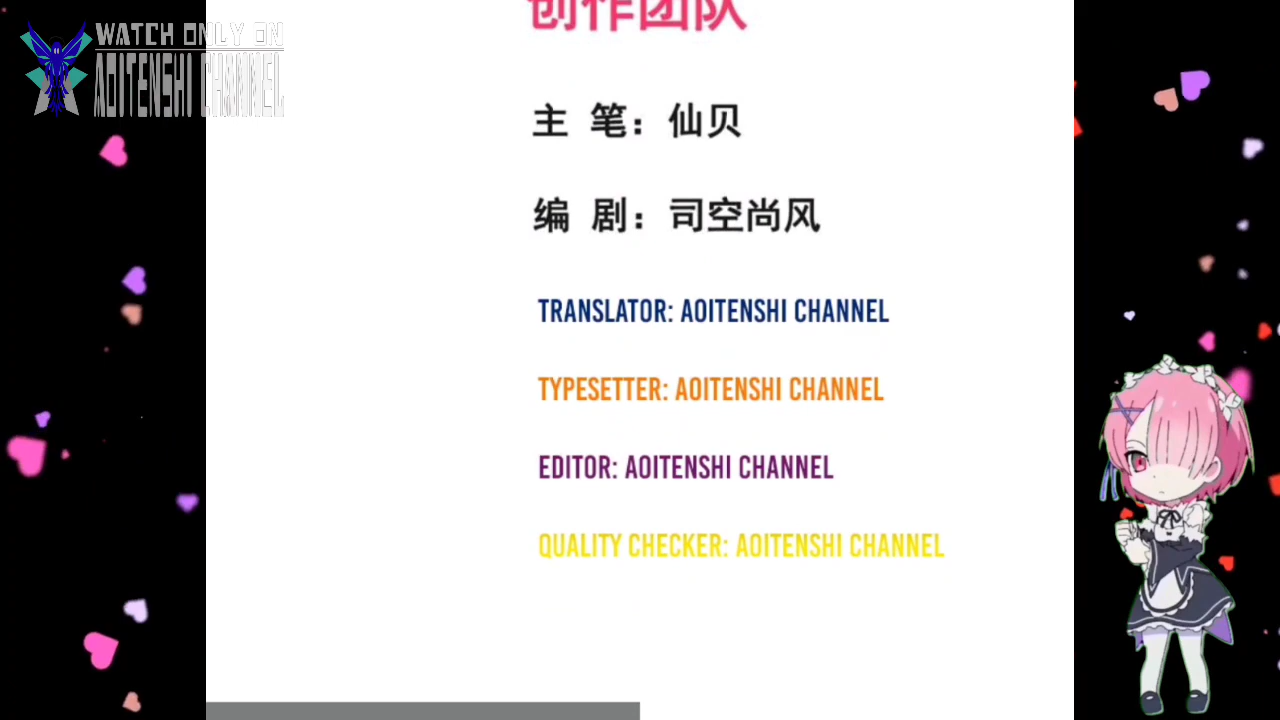 WATCH ONLY ON
AOITENSHI CHANNEL
创作团队
主 笔：仙贝
编 剧：司空尚风
TRANSLATOR: AOITENSHI CHANNEL
TYPESETTER: AOITENSHI CHANNEL
EDITOR: AOITENSHI CHANNEL
QUALITY CHECKER: AOITENSHI CHANNEL